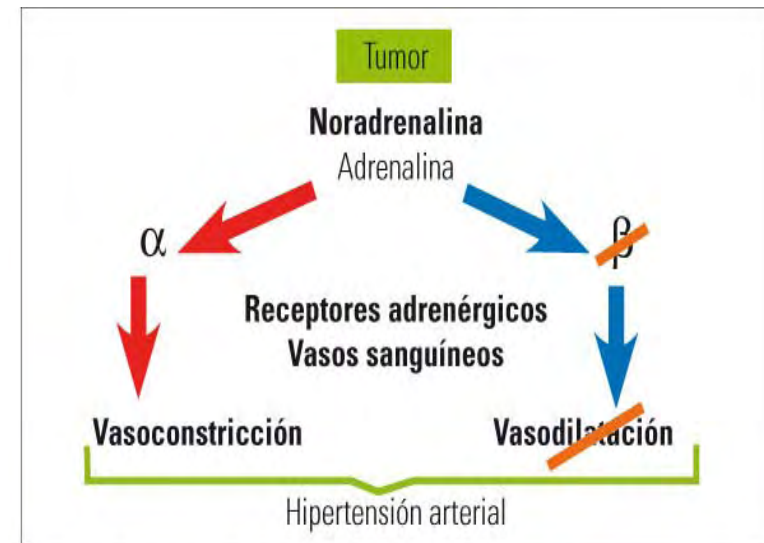 Tumor
Noradrenalina
Adrenalina
α
β
Receptores adrenérgicos
Vasos sanguíneos
Vasoconstricción
Vasodilatación
Hipertensión arterial